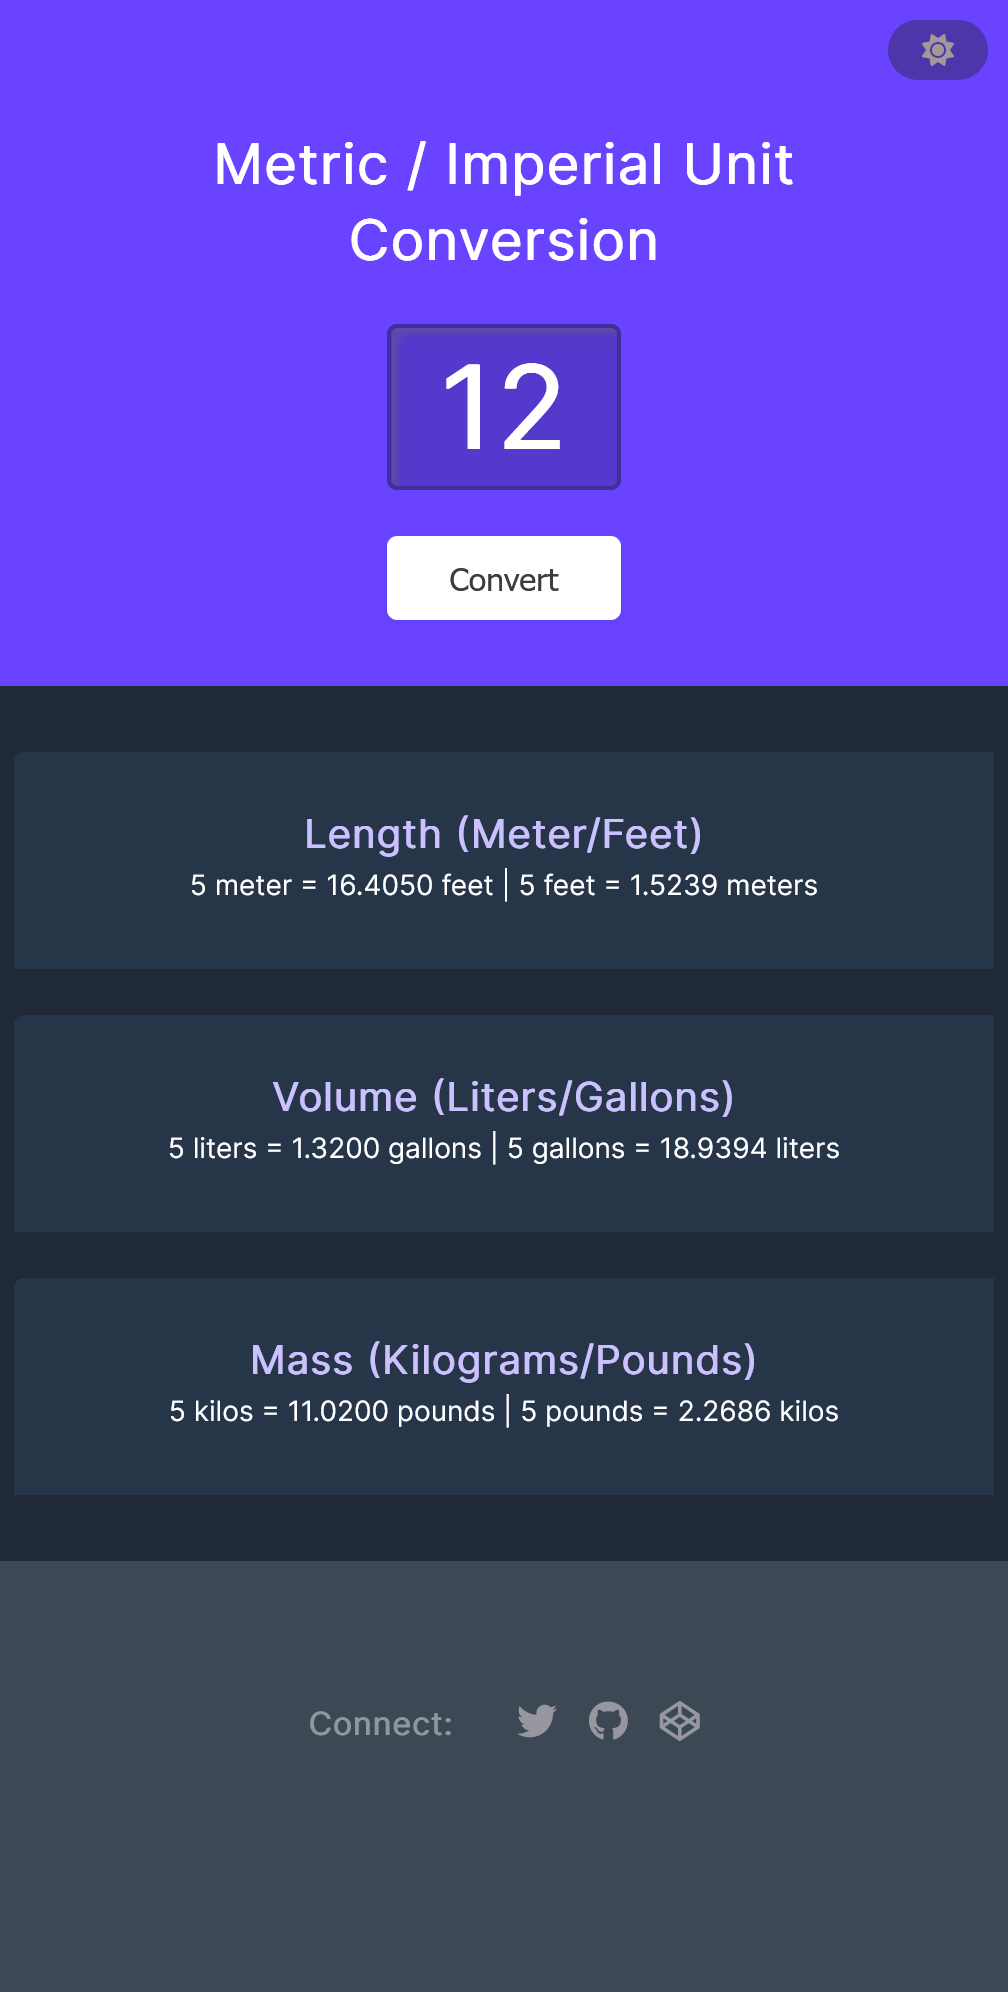 Metric / Imperial Unit
Conversion
12
Convert
Length (Meter/Feet)
5 meter = 16.4050 feet | 5 feet = 1.5239 meters
Volume (Liters/Gallons)
5 liters = 1.3200 gallons | 5 gallons = 18.9394 liters
Mass (Kilograms/Pounds)
5 kilos = 11.0200 pounds | 5 pounds = 2.2686 kilos
Connect: